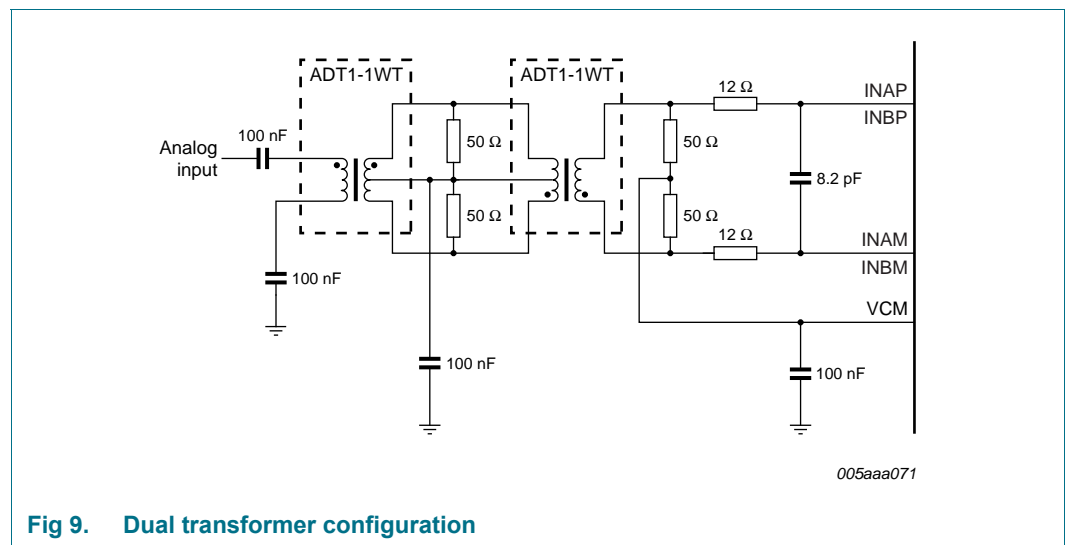 ADT1-1WT
ADT1-1WT
12 Ω
INAP
INBP
100 nF
Analog
input
50 Ω
50 Ω
8.2 pF
50 Ω
50 Ω
12 Ω
INAM
INBM
100 nF
VCM
100 nF
100 nF
005aaa071
Fig 9. Dual transformer configuration